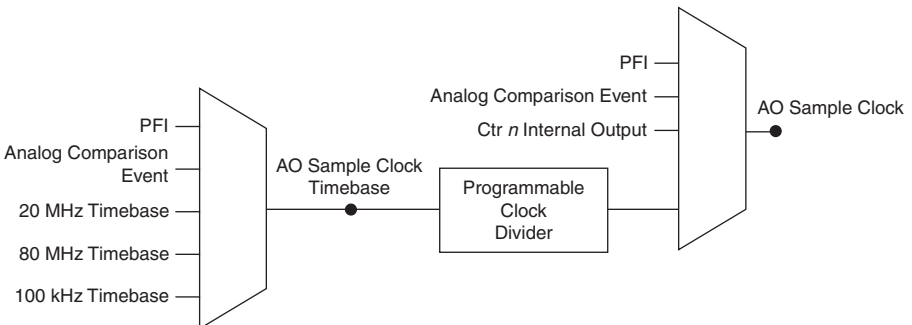 PFI
Analog Comparison
Event
20 MHz Timebase
80 MHz Timebase
100 kHz Timebase
AO Sample Clock
Timebase
Programmable
Clock
Divider
PFI
Analog Comparison Event
Ctr n Internal Output
AO Sample Clock